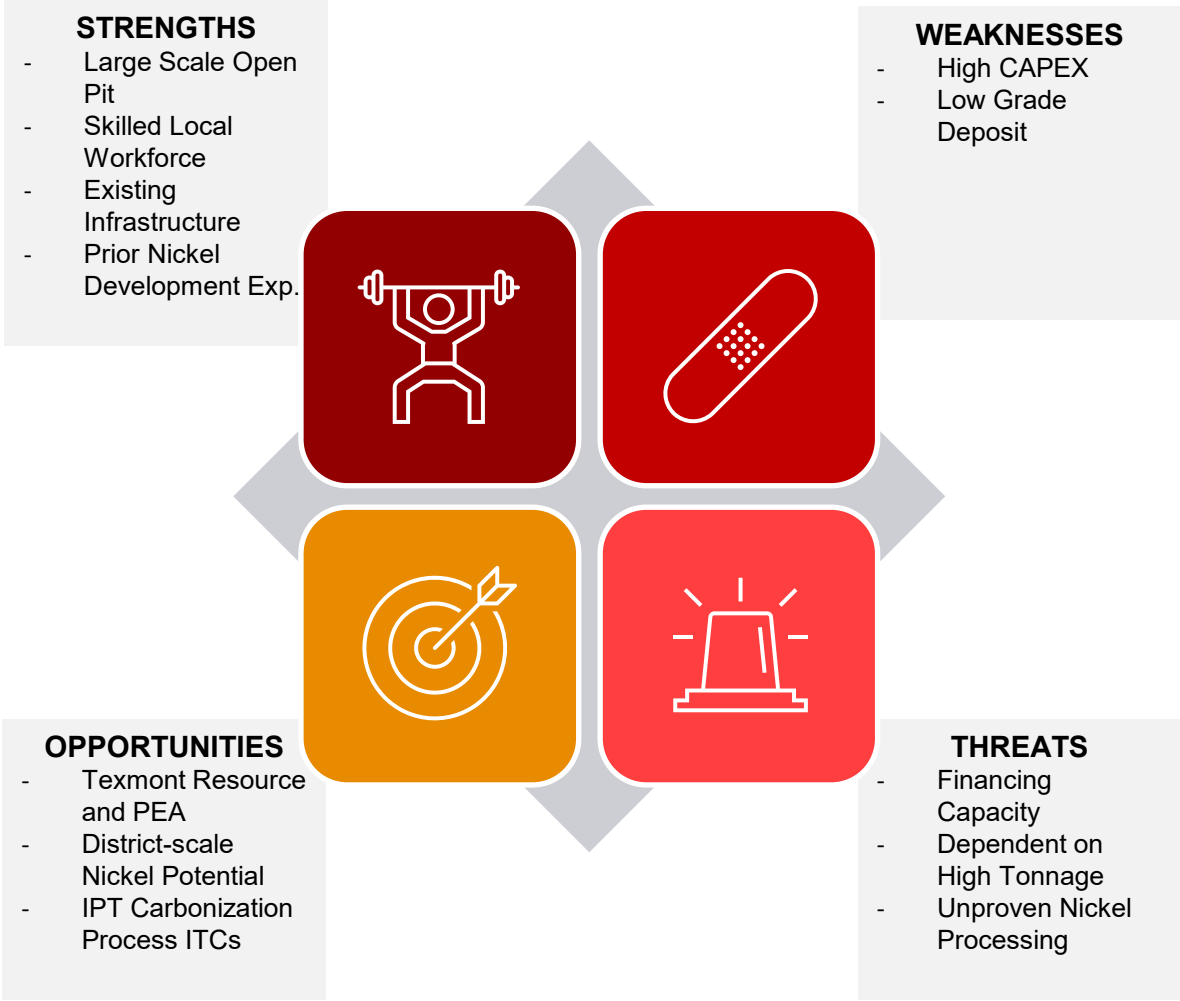 STRENGTHS
- Large Scale Open
Pit
- Skilled Local
Workforce
- Existing
Infrastructure
- Prior Nickel
Development Exp.
WEAKNESSES
- High CAPEX
- Low Grade
Deposit
OPPORTUNITIES
- Texmont Resource
and PEA
- District-scale
Nickel Potential
- IPT Carbonization
Process ITCs
THREATS
- Financing
Capacity
- Dependent on
High Tonnage
- Unproven Nickel
Processing